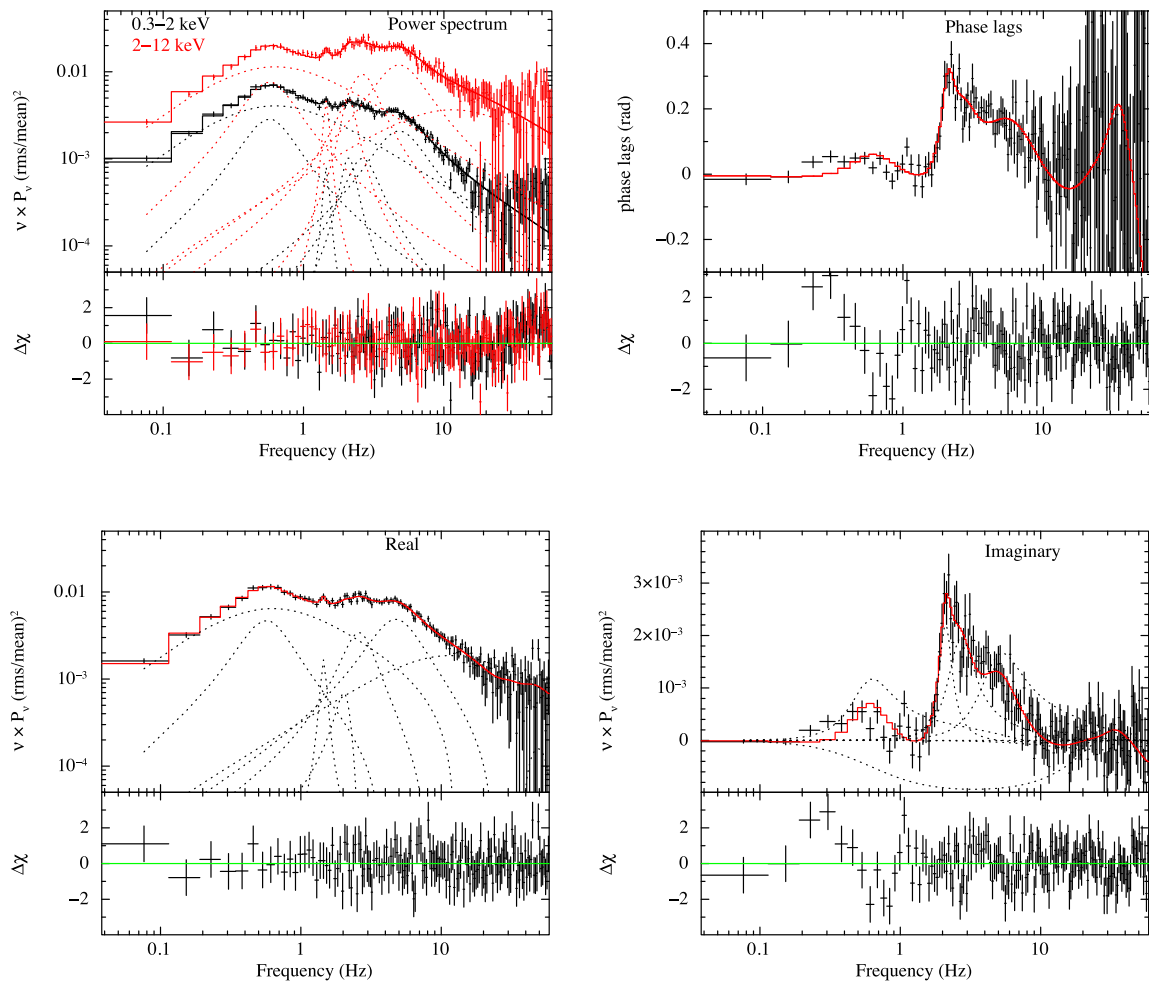 0.3−2 keV
Power spectrum
2−12 keV
ν × Pν (rms/mean)²
0.01
10⁻³
10⁻⁴
Δχ
2
0
−2
0.1
1
10
Frequency (Hz)
Phase lags
phase lags (rad)
0.4
0.2
0
−0.2
Δχ
2
0
−2
0.1
1
10
Frequency (Hz)
Real
ν × Pν (rms/mean)²
0.01
10⁻³
10⁻⁴
Δχ
2
0
−2
0.1
1
10
Frequency (Hz)
Imaginary
ν × Pν (rms/mean)²
3×10⁻³
2×10⁻³
10⁻³
0
Δχ
2
0
−2
0.1
1
10
Frequency (Hz)